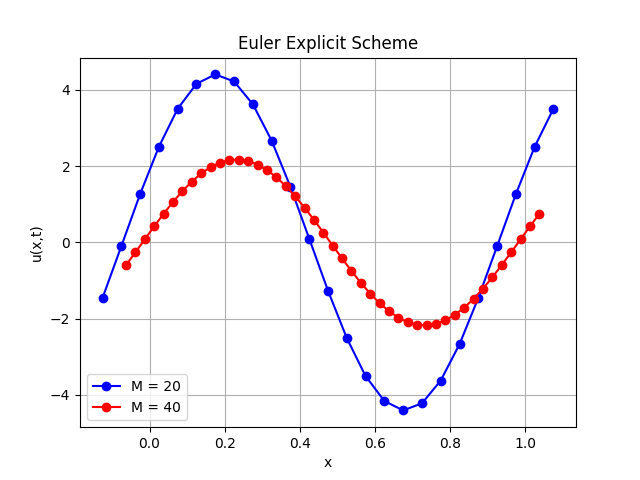 Euler Explicit Scheme
u(x,t)
4
2
0
−2
−4
M = 20
M = 40
0.0 0.2 0.4 0.6 0.8 1.0
x